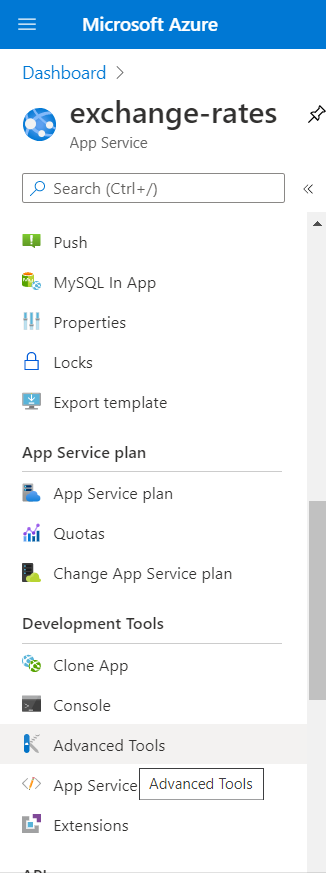 Microsoft Azure
Dashboard
exchange-rates
App Service
Search (Ctrl+/)
Push
MySQL In App
Properties
Locks
Export template
App Service plan
App Service plan
Quotas
Change App Service plan
Development Tools
Clone App
Console
Advanced Tools
App Service
Advanced Tools
Extensions